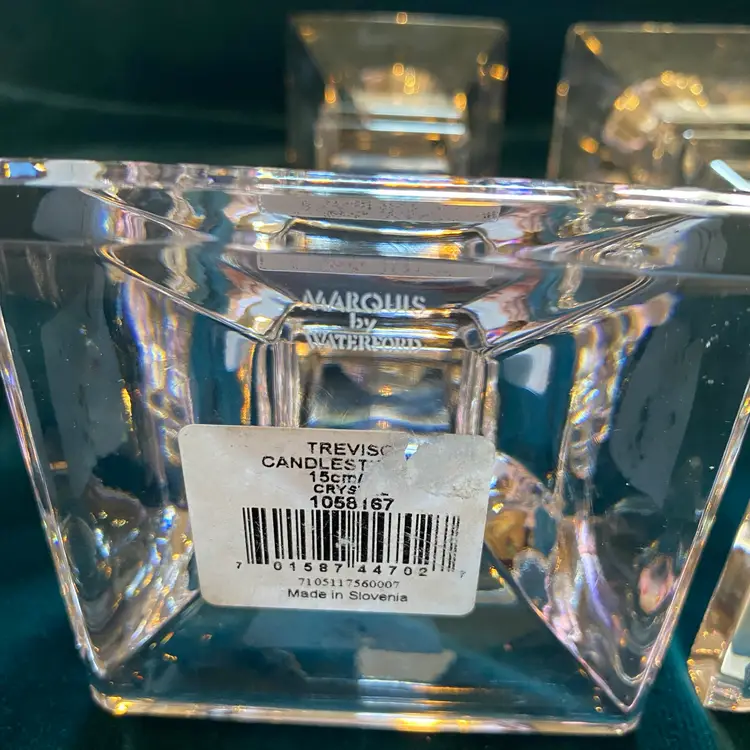 MARQUIS
by
WATERFORD
TREVISO
CANDLEST
15cm/
CRYS
1058167
7 01587 44702 7
7105117560007
Made in Slovenia